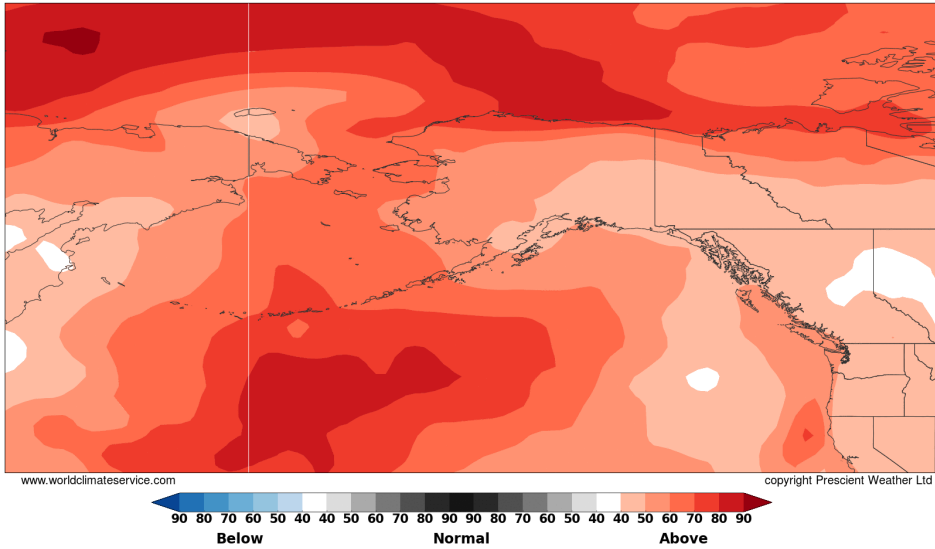 www.worldclimateservice.com
copyright Prescient Weather Ltd
90 80 70 60 50 40 40 50 60 70 80 90 90 80 70 60 50 40 40 50 60 70 80 90
Below Normal Above